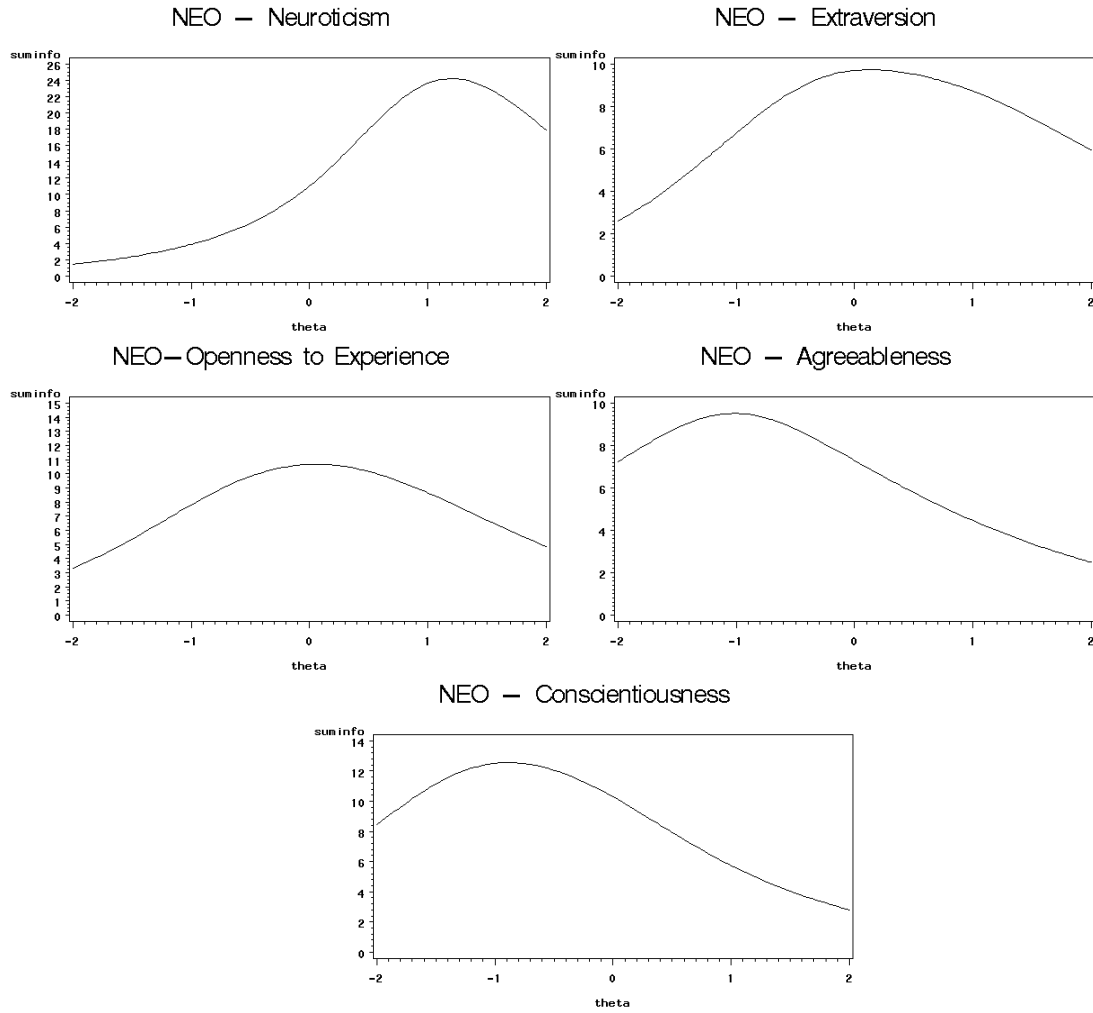 NEO — Neuroticism
suminfo
26
24
22
20
18
16
14
12
10
8
6
4
2
0
-2 -1 0 1 2
theta
NEO — Extraversion
suminfo
10
8
6
4
2
0
-2 -1 0 1 2
theta
NEO—Openness to Experience
suminfo
15
14
13
12
11
10
9
8
7
6
5
4
3
2
1
0
-2 -1 0 1 2
theta
NEO — Agreeableness
suminfo
10
8
6
4
2
0
-2 -1 0 1 2
theta
NEO — Conscientiousness
suminfo
14
12
10
8
6
4
2
0
-2 -1 0 1 2
theta